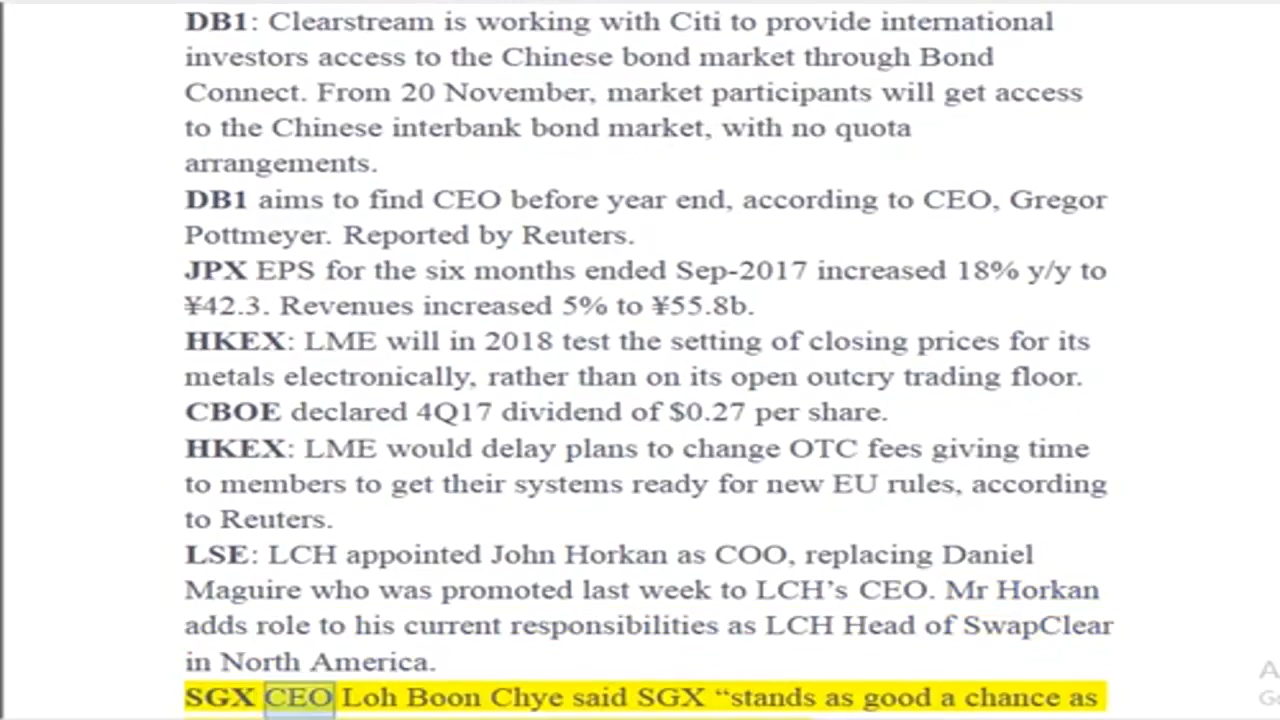 DB1: Clearstream is working with Citi to provide international
investors access to the Chinese bond market through Bond
Connect. From 20 November, market participants will get access
to the Chinese interbank bond market, with no quota
arrangements.
DB1 aims to find CEO before year end, according to CEO, Gregor
Pottmeyer. Reported by Reuters.
JPX EPS for the six months ended Sep-2017 increased 18% y/y to
¥42.3. Revenues increased 5% to ¥55.8b.
HKEX: LME will in 2018 test the setting of closing prices for its
metals electronically, rather than on its open outcry trading floor.
CBOE declared 4Q17 dividend of $0.27 per share.
HKEX: LME would delay plans to change OTC fees giving time
to members to get their systems ready for new EU rules, according
to Reuters.
LSE: LCH appointed John Horkan as COO, replacing Daniel
Maguire who was promoted last week to LCH’s CEO. Mr Horkan
adds role to his current responsibilities as LCH Head of SwapClear
in North America.
SGX CEO Loh Boon Chye said SGX “stands as good a chance as